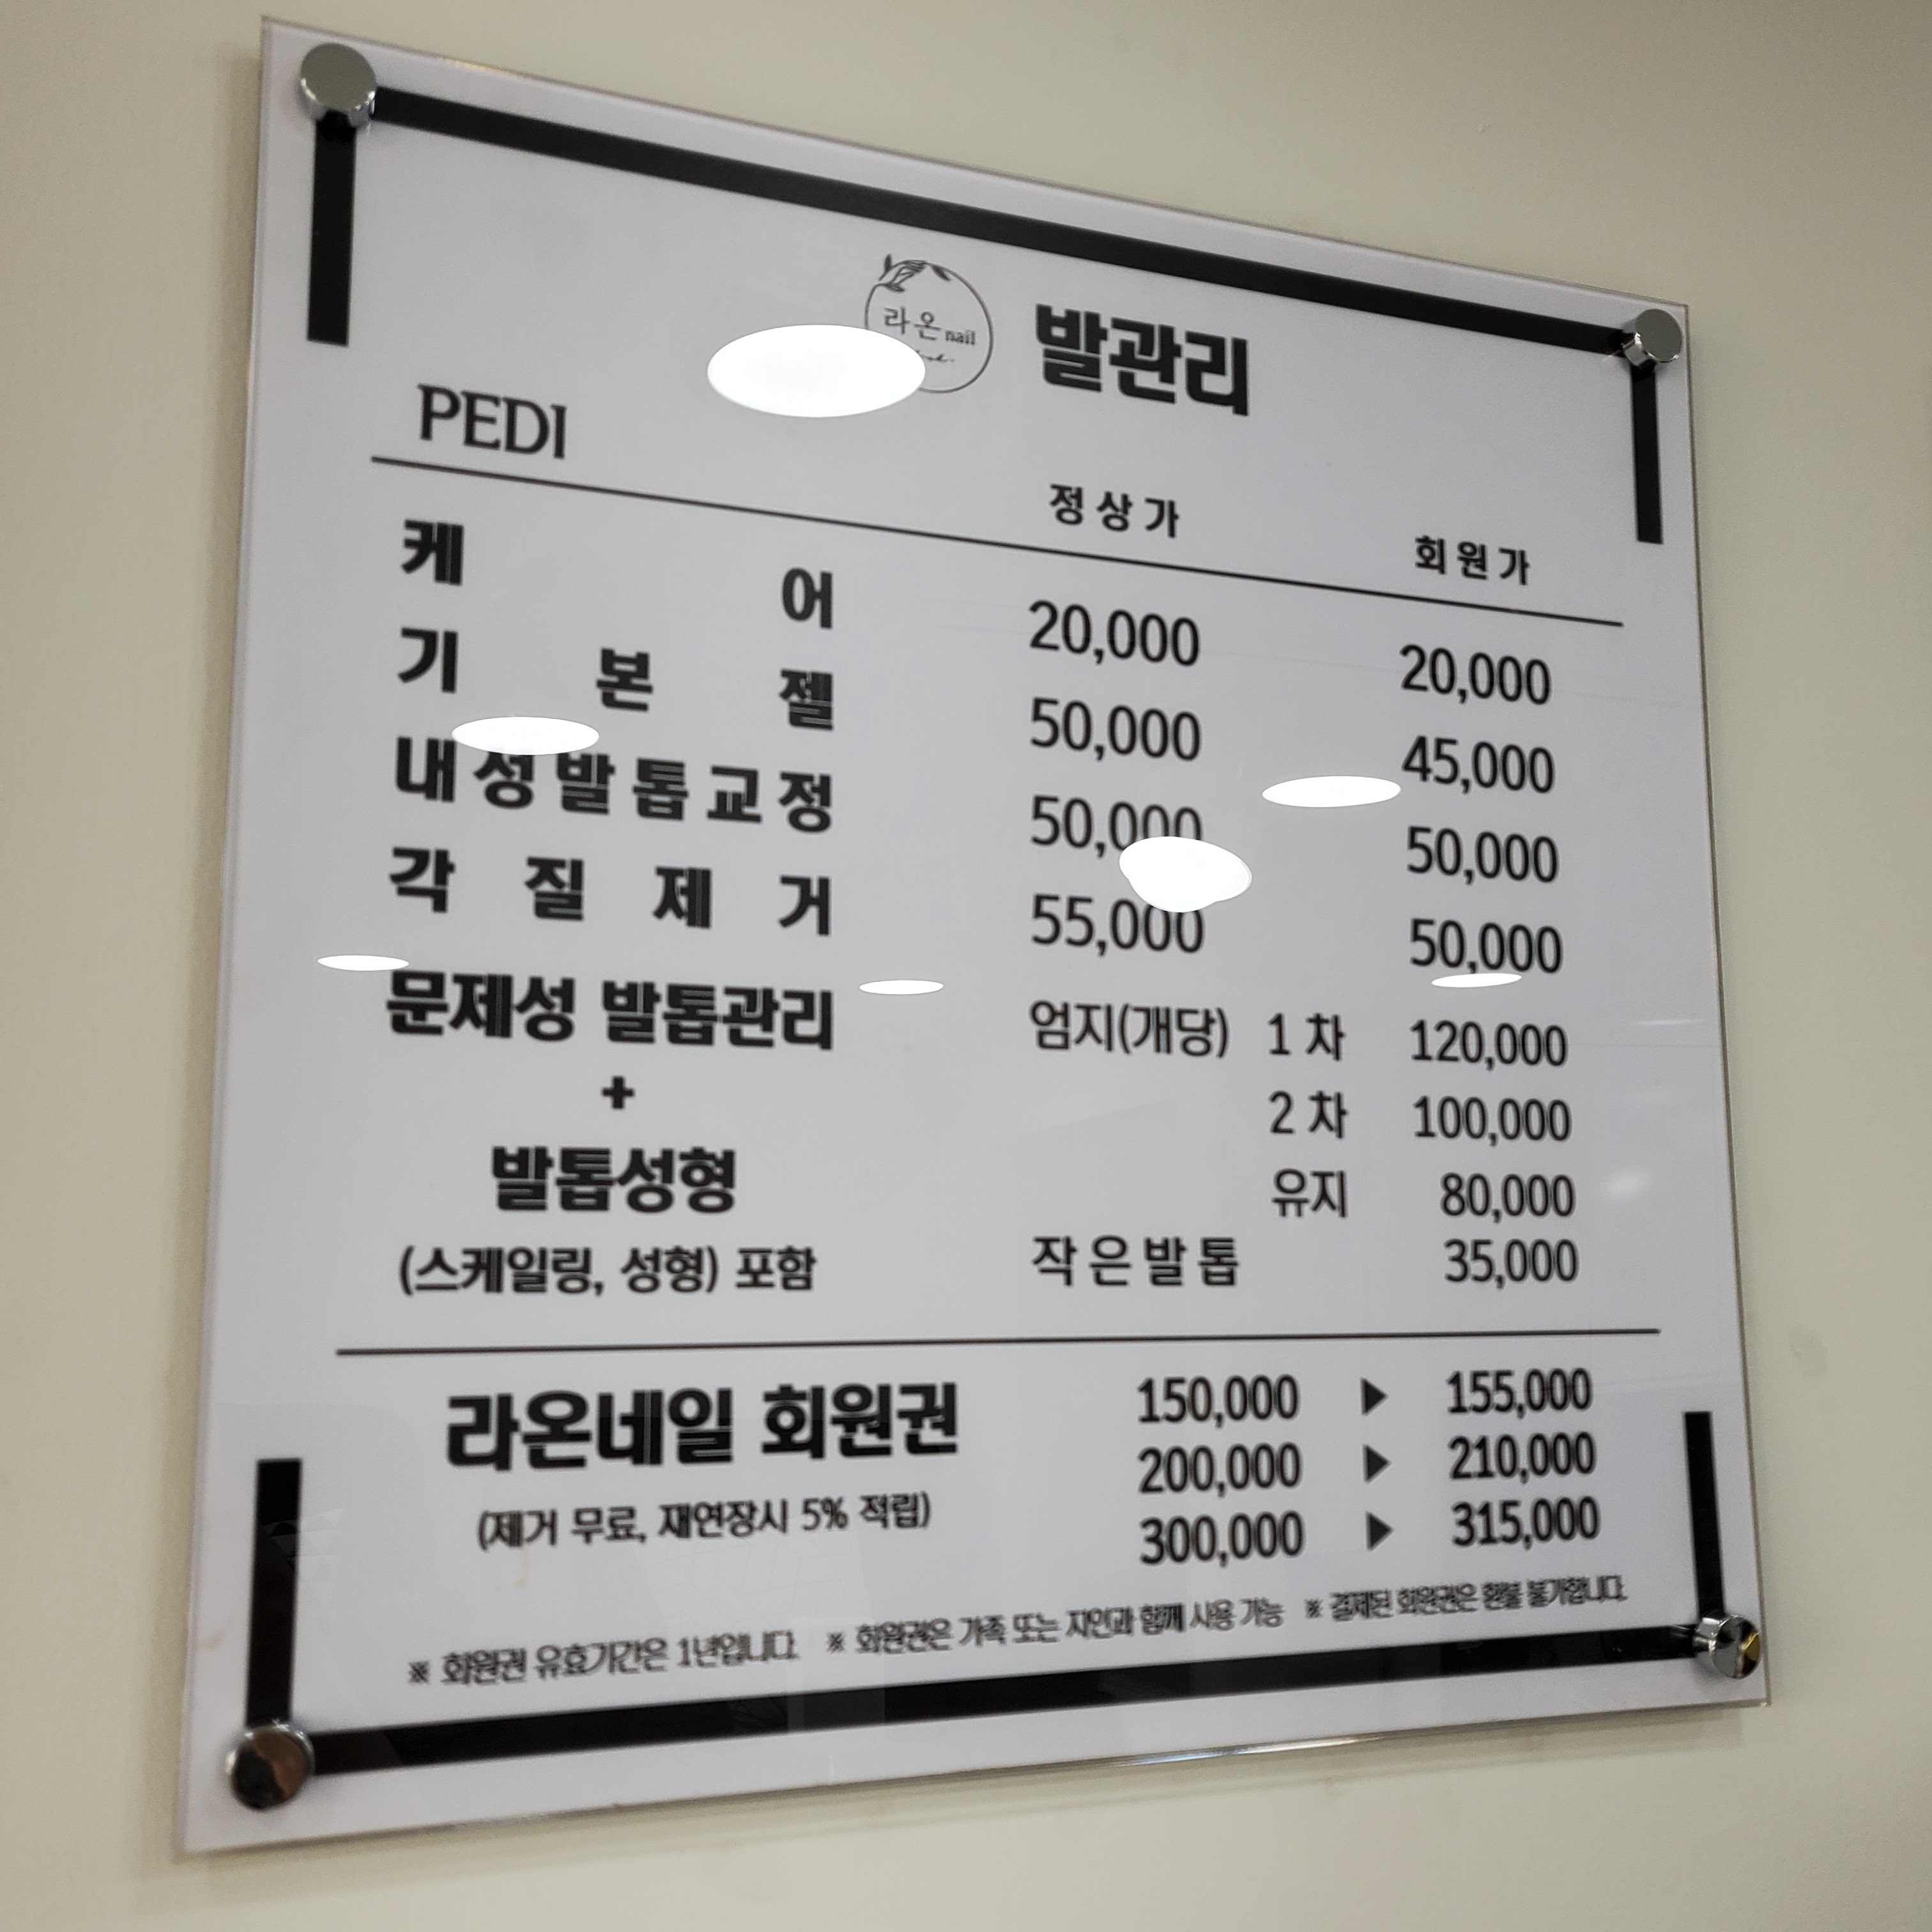 라온 nail
발관리
PEDI
정상가 회원가
케어 20,000 20,000
기본젤 50,000 45,000
내성발톱교정 50,000 50,000
각질제거 55,000 50,000
문제성 발톱관리 엄지(개당) 1차 120,000
+
2차 100,000
발톱성형
유지 80,000
(스케일링, 성형) 포함 작은발톱 35,000
라온네일 회원권 150,000 ▶ 155,000
200,000 ▶ 210,000
(제거 무료, 재연장시 5% 적립) 300,000 ▶ 315,000
※ 회원권 유효기간은 1년입니다. ※ 회원권은 가족 또는 지인과 함께 사용 가능 ※ 결제된 회원권은 환불 불가합니다.